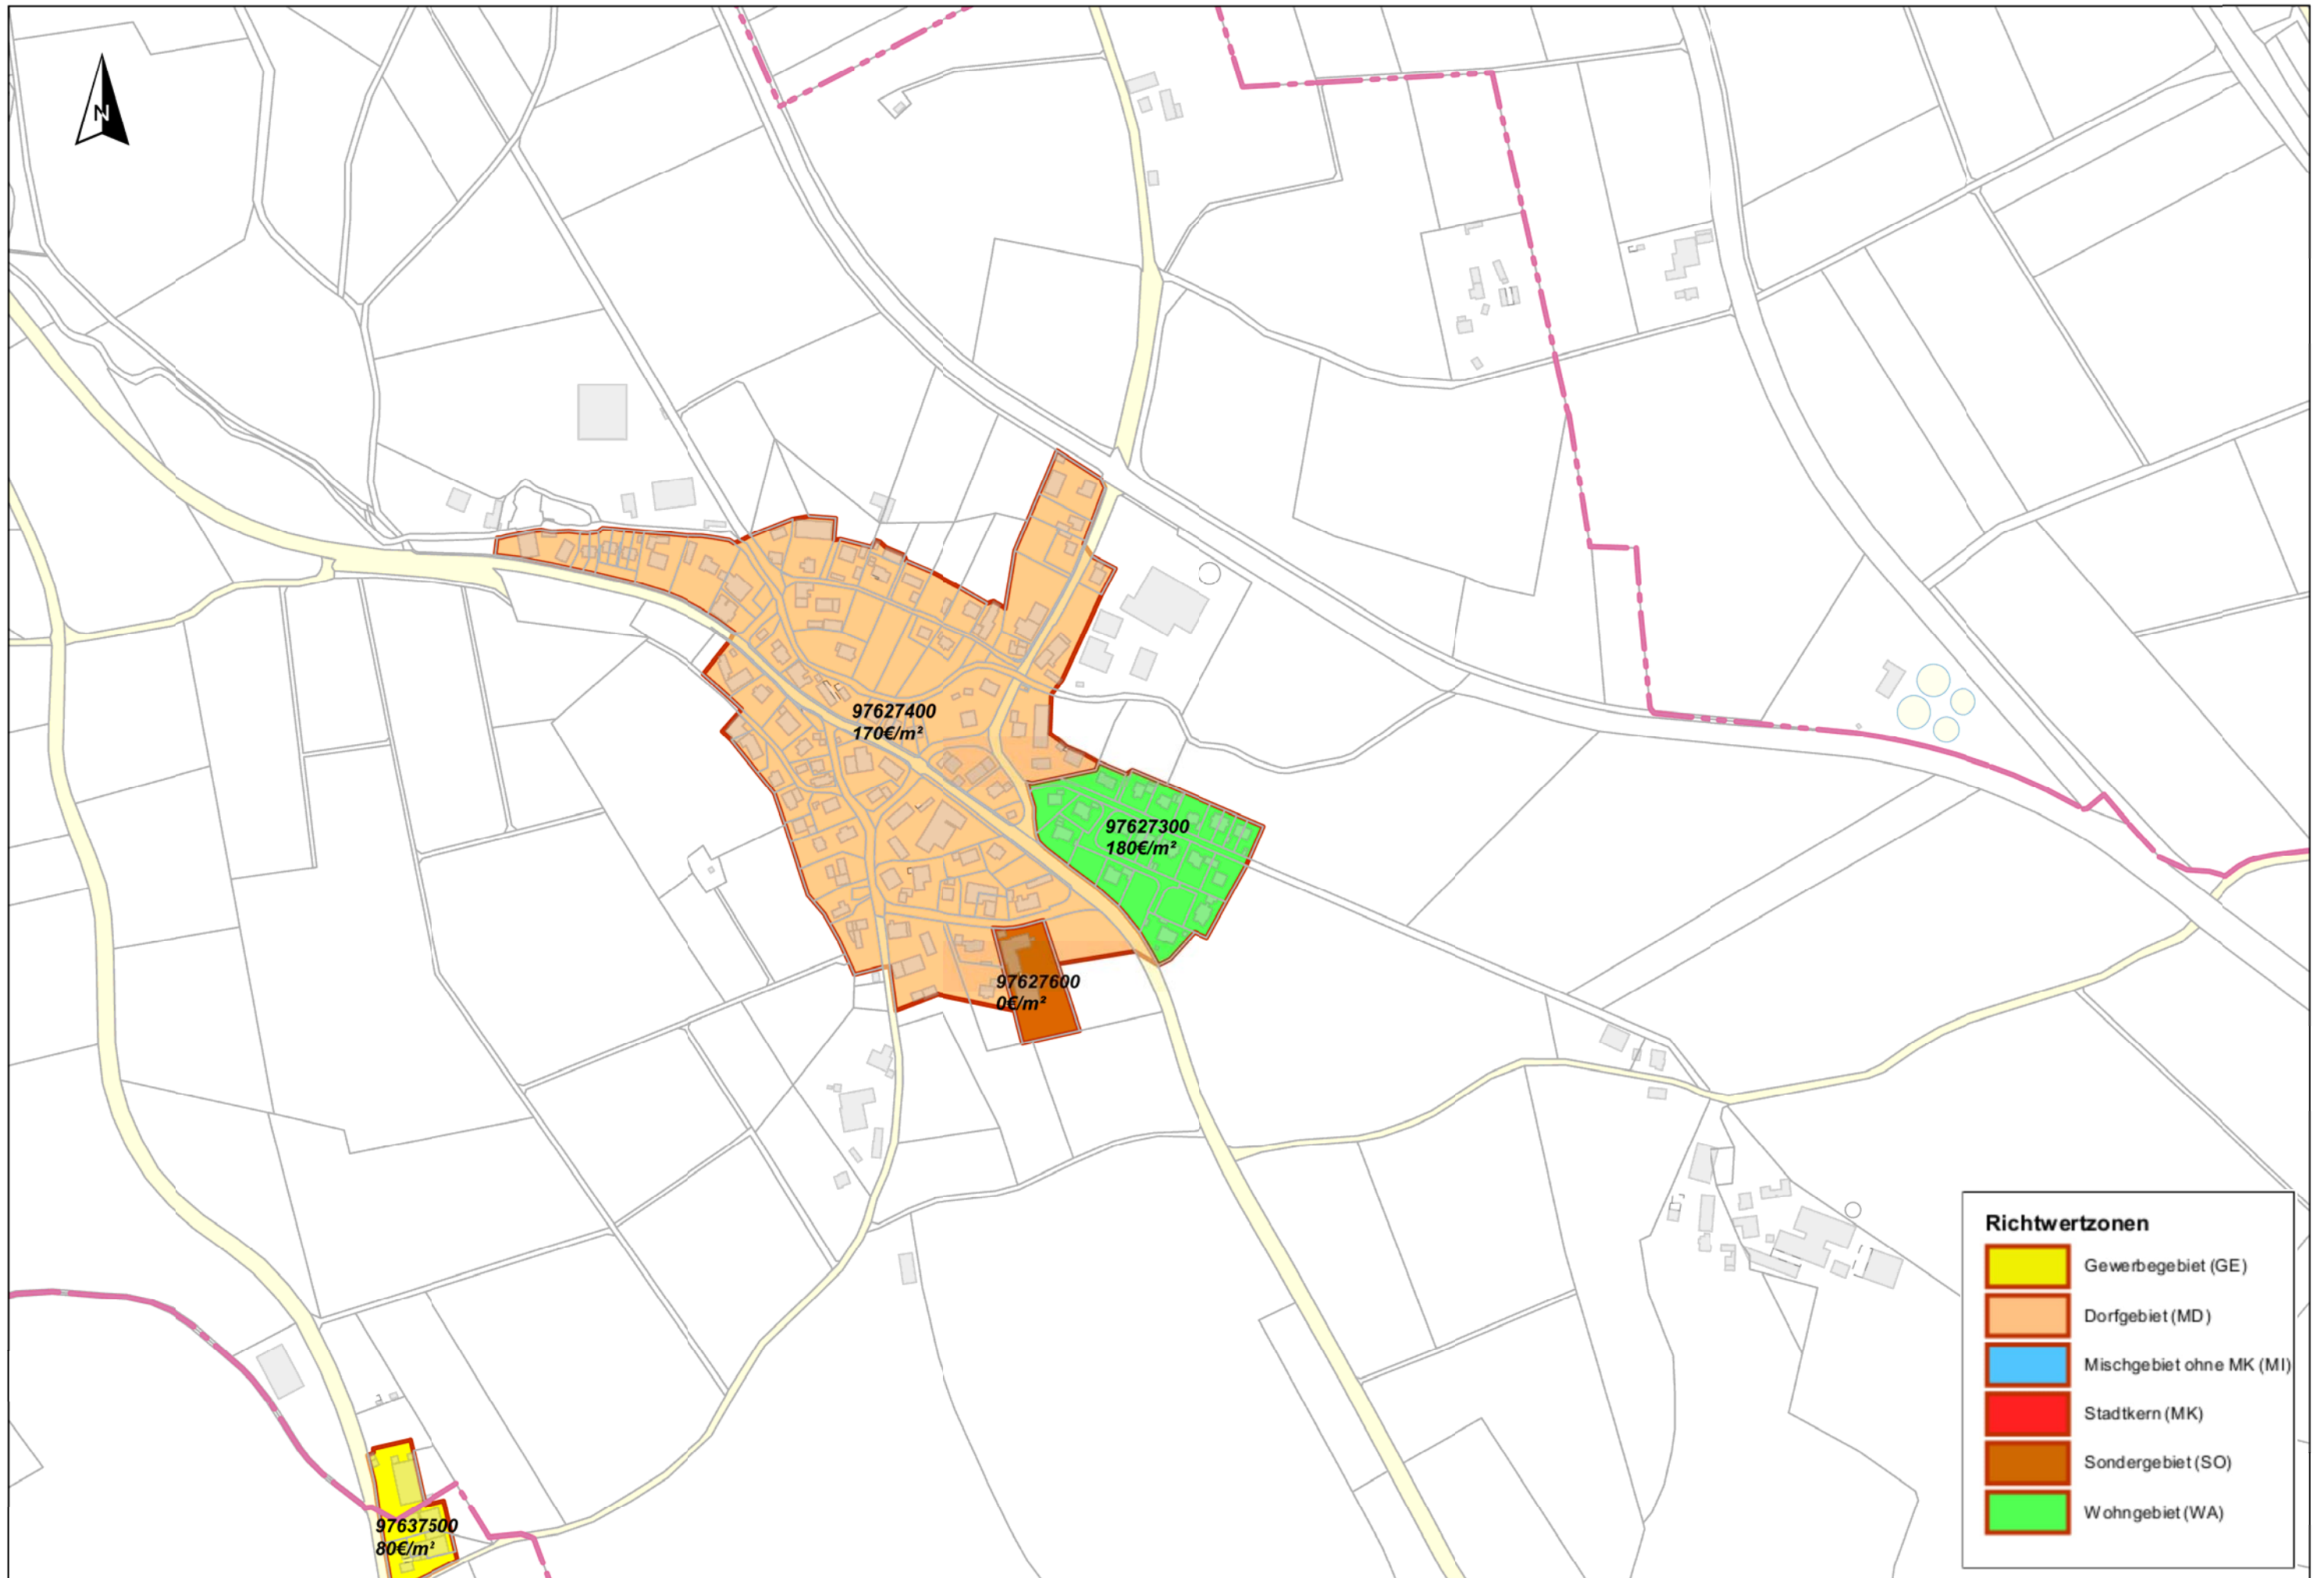 N
97627400
170€/m²
97627300
180€/m²
97627600
0€/m²
97637500
80€/m²
Richtwertzonen
Gewerbegebiet (GE)
Dorfgebiet (MD)
Mischgebiet ohne MK (MI)
Stadtkern (MK)
Sondergebiet (SO)
Wohngebiet (WA)